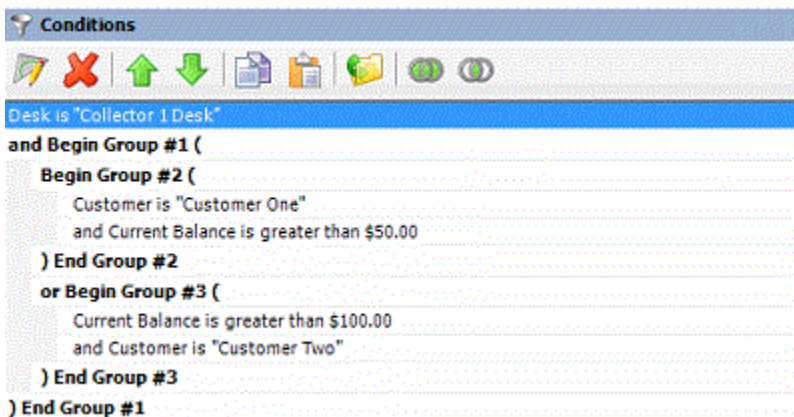 Conditions
Desk is "Collector 1 Desk"
and Begin Group #1 (
Begin Group #2 (
Customer is "Customer One"
and Current Balance is greater than $50.00
) End Group #2
or Begin Group #3 (
Current Balance is greater than $100.00
and Customer is "Customer Two"
) End Group #3
) End Group #1